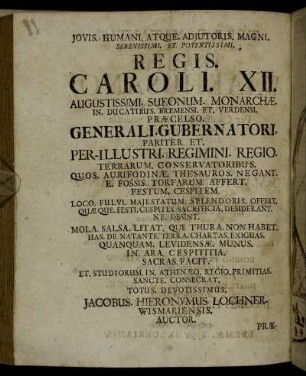 JOVIS. HUMANI. ATQUE. ADJUTORIS. MAGNI.
SERENISSIMI. ET. POTENTISSIMI.
REGIS.
CAROLI. XII.
AUGUSTISSIMI. SUEONUM. MONARCHÆ.
IN. DUCATIBUS. BREMENSI. ET. VERDENSI.
PRÆCELSO.
GENERALI-GUBERNATORI.
PARITER ET.
PER-ILLUSTRI. REGIMINI. REGIO.
TERRARUM. CONSERVATORIBUS.
QUOS. AURIFODINÆ. THESAUROS. NEGANT.
E. FOSSIS. TORFARUM. AFFERT.
FESTUM. CESPITEM.
LOCO. FULVI. MAJESTATUM. SPLENDORIS. OFFERT.
QUÆQUE. FESTI. CESPITES. SACRIFICIA. DESIDERANT.
NE. DESINT.
MOLA. SALSA. LITAT, QUI. THURA. NON. HABET.
HAS. DE. NATANTE. TERRA. CHARTAS. EXIGUAS.
QUANQUAM. LEVIDENSÆ. MUNUS.
IN. ARA. CESPITITIA.
SACRAS. FACIT.
ET. STUDIORUM. IN. ATHENÆO. REGIO. PRIMITIAS.
SANCTE. CONSECRAT.
TOTUS. DEVOTISSIMUS.
JACOBUS. HIERONYMUS LOCHNER-
WISMARIENSIS.
AUCTOR.
PRÆ-